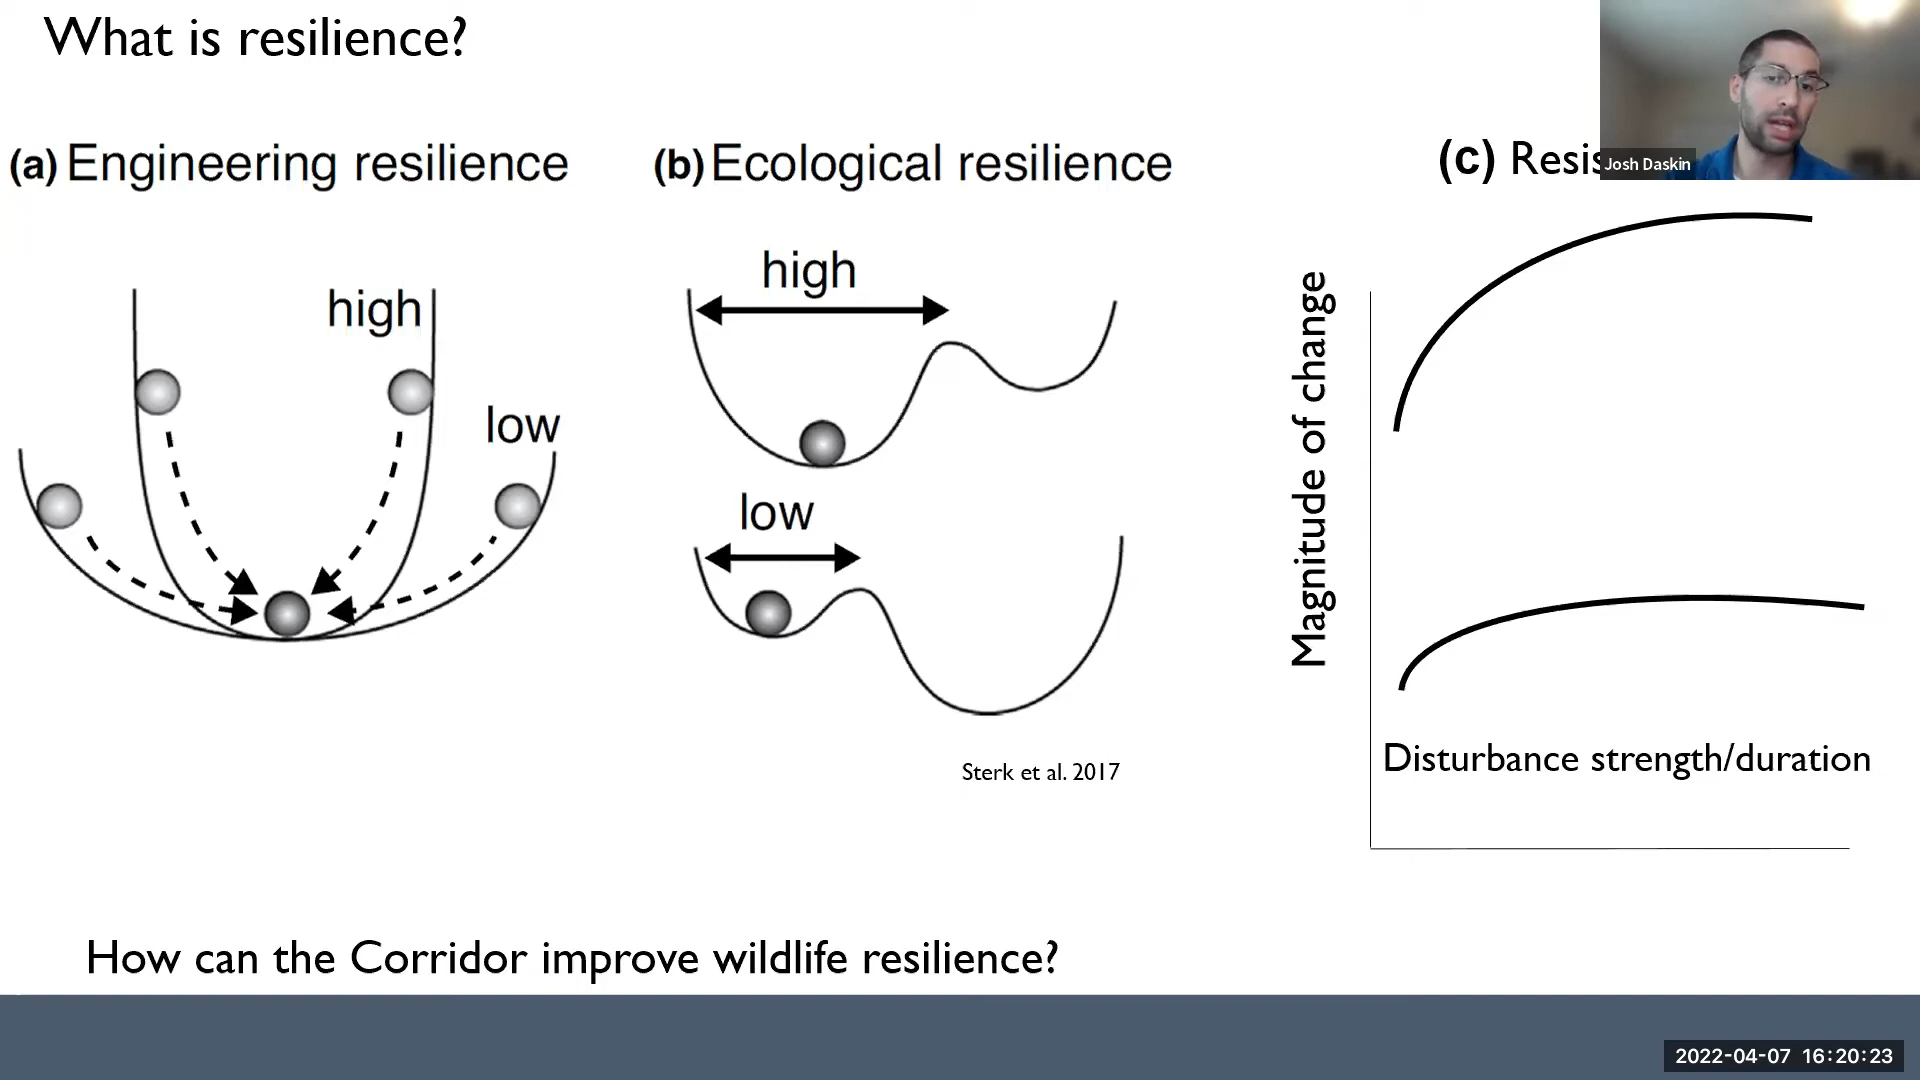 What is resilience?
(a) Engineering resilience
high
low
(b) Ecological resilience
high
low
Sterk et al. 2017
(c)
Josh Daskin
Magnitude of change
Disturbance strength/duration
How can the Corridor improve wildlife resilience?
2022-04-07 16:20:23